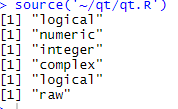 > source('~/qt/qt.R')
[1] "logical"
[1] "numeric"
[1] "integer"
[1] "complex"
[1] "logical"
[1] "raw"